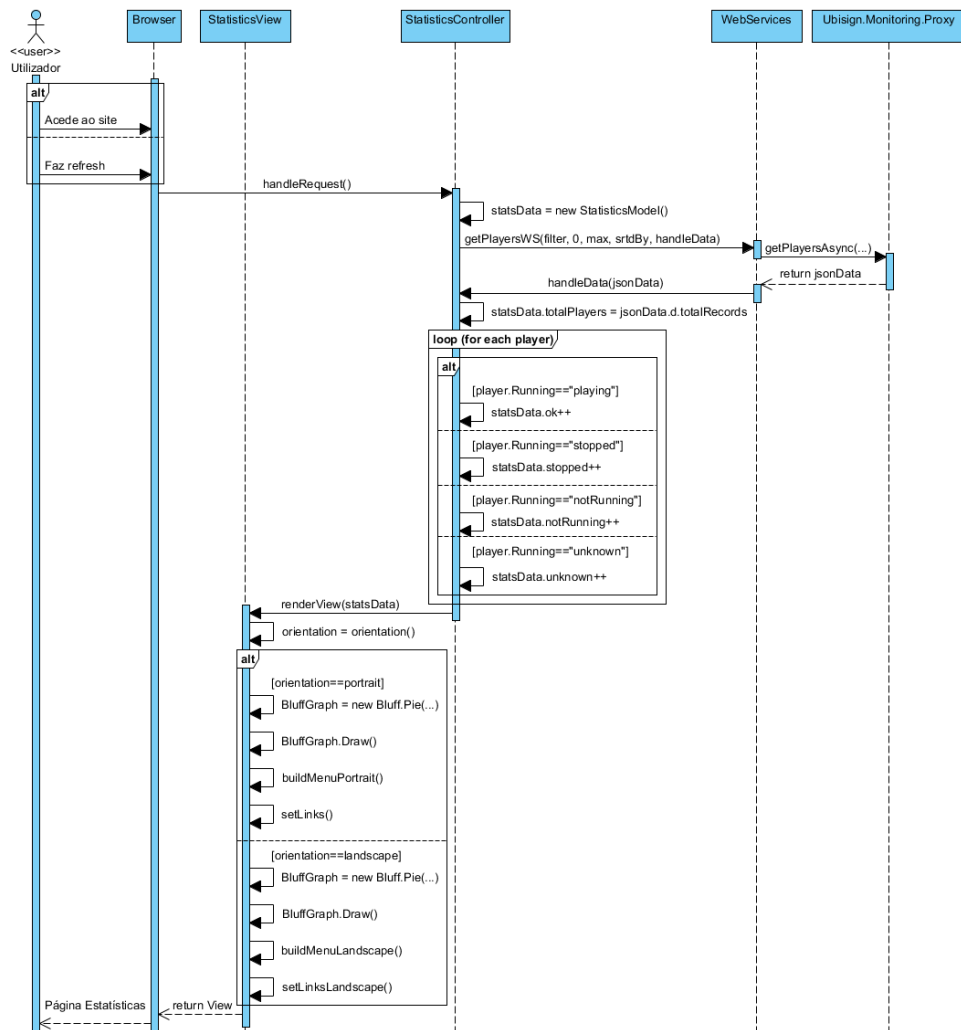 Browser
StatisticsView
StatisticsController
WebServices
Ubisign.Monitoring.Proxy
<<user>>
Utilizador
alt
Acede ao site
Faz refresh
handleRequest()
statsData = new StatisticsModel()
getPlayersWS(filter, 0, max, srtdBy, handleData)
getPlayersAsync(...)
return jsonData
handleData(jsonData)
statsData.totalPlayers = jsonData.d.totalRecords
loop (for each player)
alt
[player.Running=="playing"]
statsData.ok++
[player.Running=="stopped"]
statsData.stopped++
[player.Running=="notRunning"]
statsData.notRunning++
[player.Running=="unknown"]
statsData.unknown++
renderView(statsData)
orientation = orientation()
alt
[orientation==portrait]
BluffGraph = new Bluff.Pie(...)
BluffGraph.Draw()
buildMenuPortrait()
setLinks()
[orientation==landscape]
BluffGraph = new Bluff.Pie(...)
BluffGraph.Draw()
buildMenuLandscape()
setLinksLandscape()
Página Estatísticas
return View